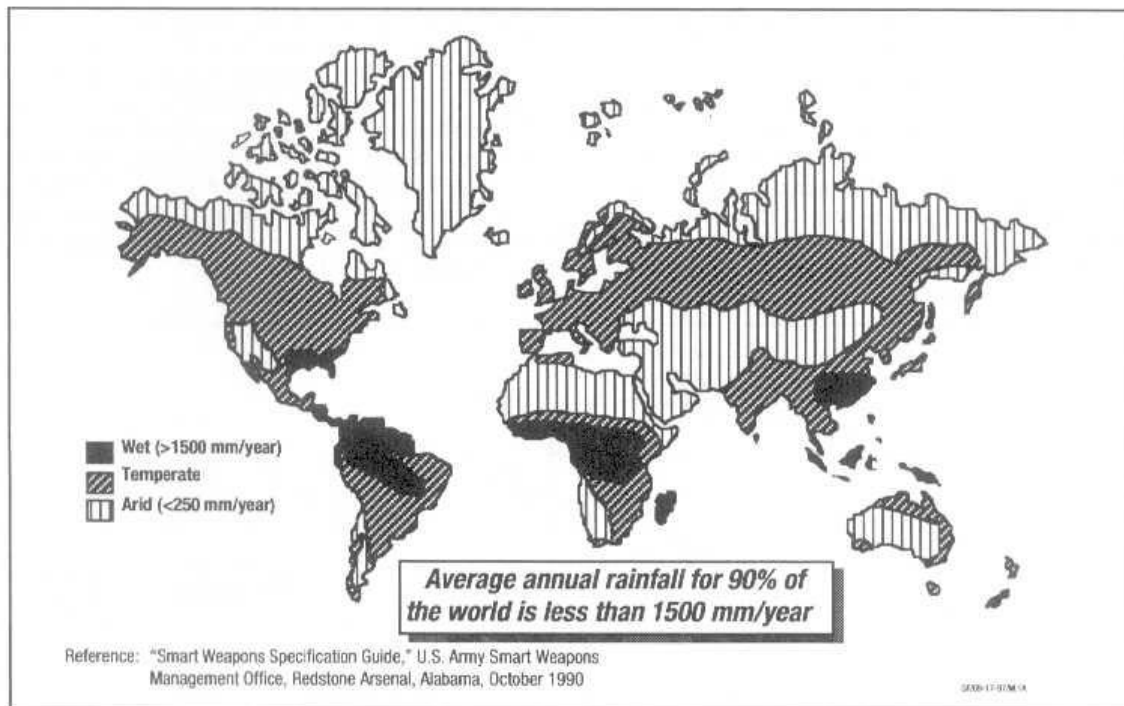 Wet (>1500 mm/year)
Temperate
Arid (<250 mm/year)
Average annual rainfall for 90% of
the world is less than 1500 mm/year
Reference: "Smart Weapons Specification Guide," U.S. Army Smart Weapons
Management Office, Redstone Arsenal, Alabama, October 1990